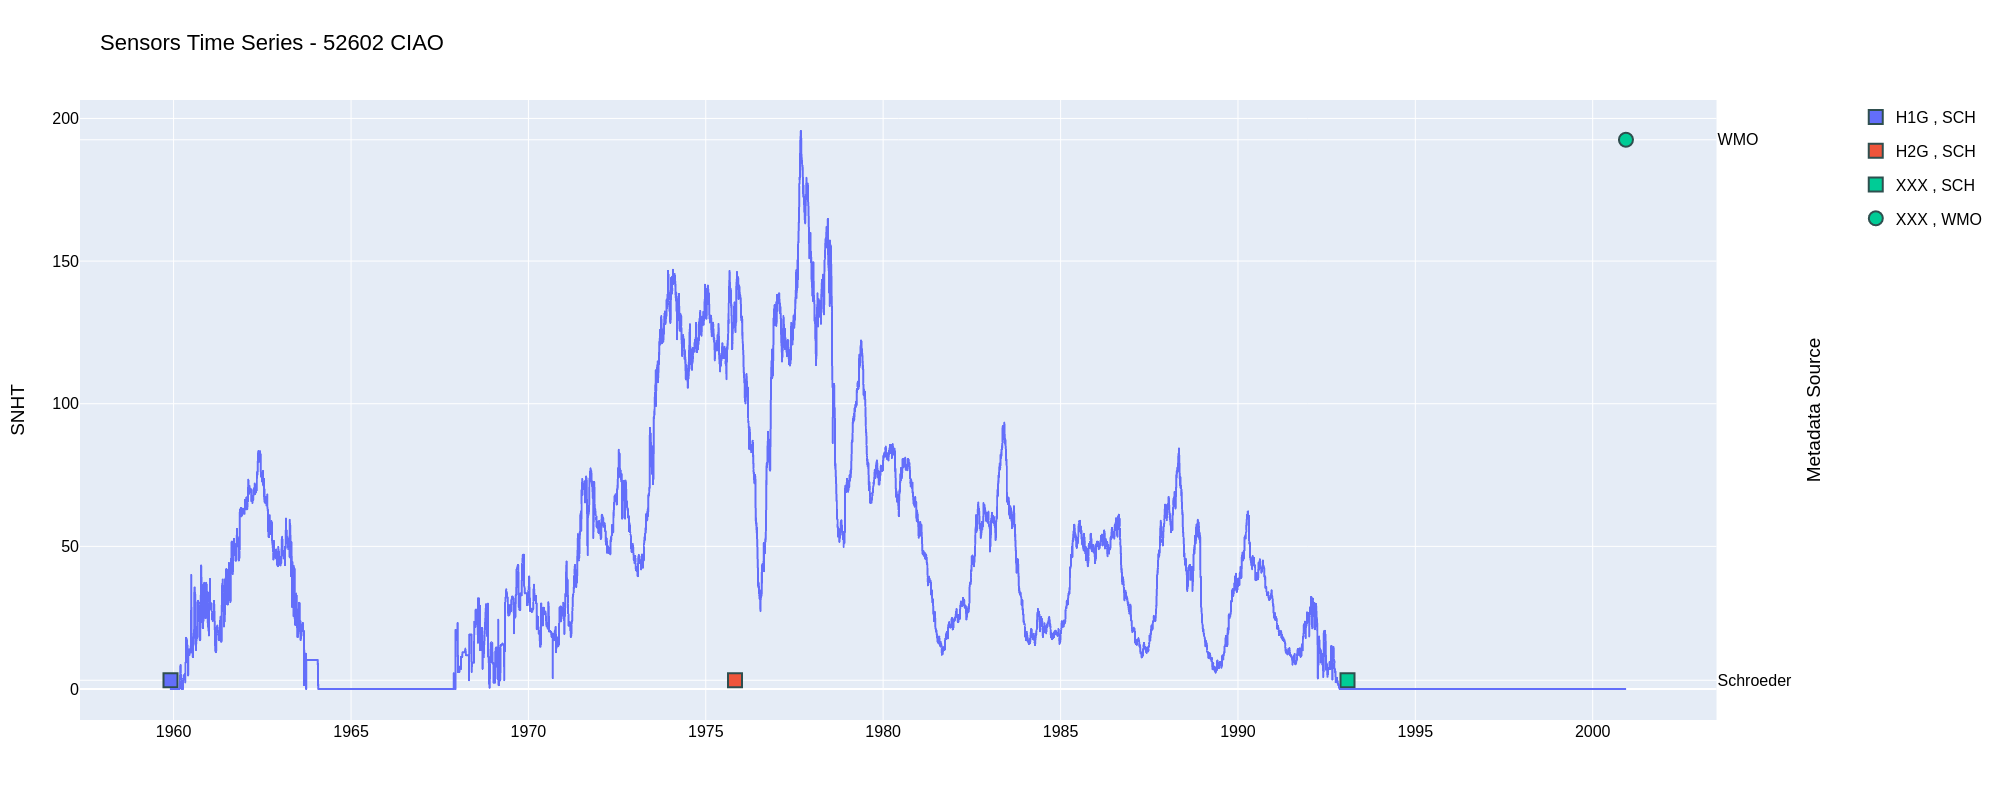 Sensors Time Series - 52602 CIAO
200
150
100
50
0
SNHT
1960
1965
1970
1975
1980
1985
1990
1995
2000
WMO
Schroeder
Metadata Source
H1G , SCH
H2G , SCH
XXX , SCH
XXX , WMO